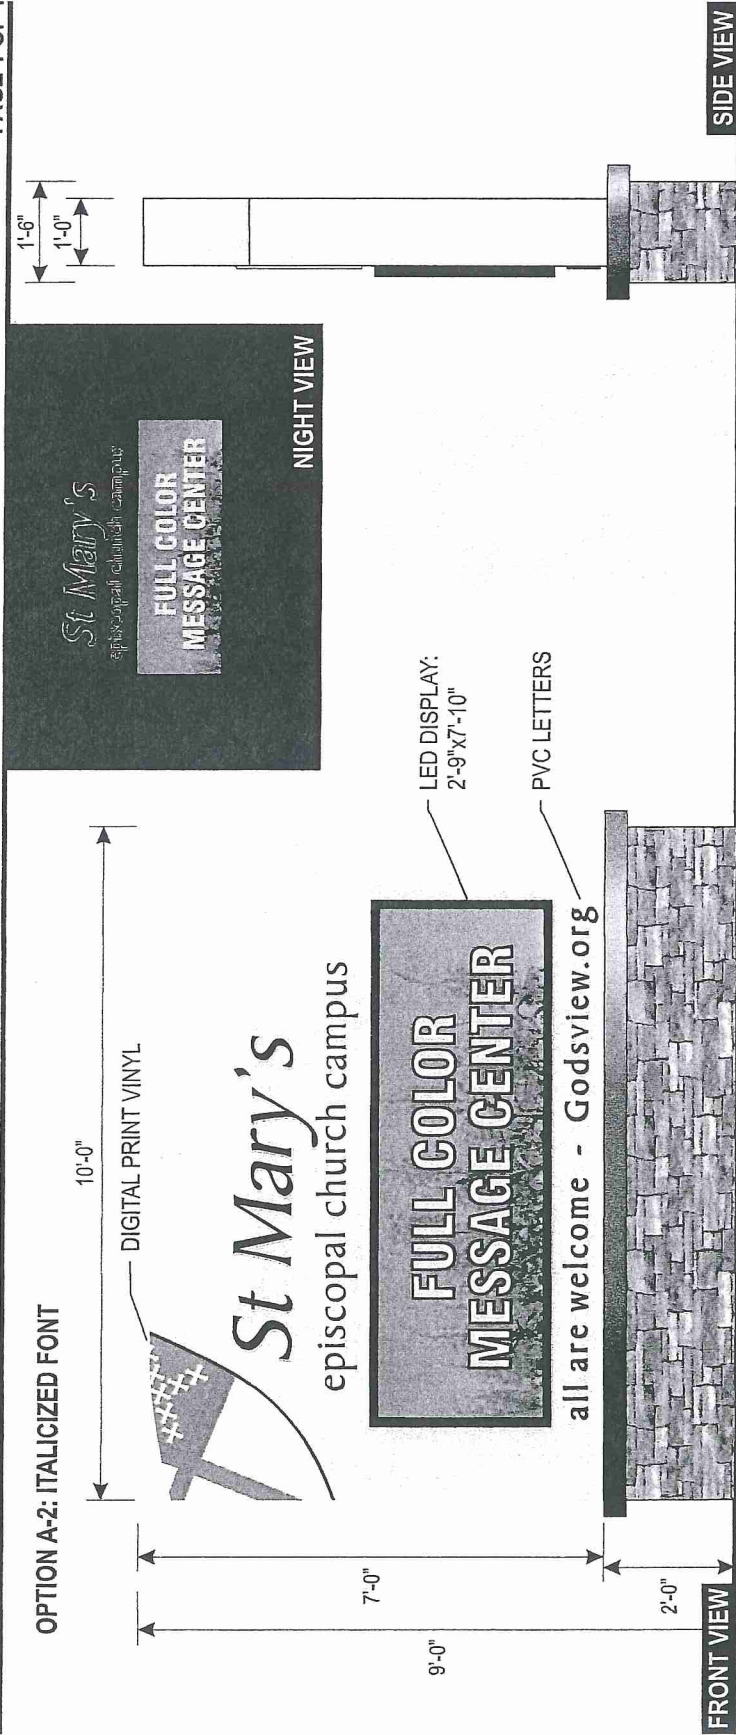 OPTION A-2: ITALICIZED FONT
10'-0"
DIGITAL PRINT VINYL
St Mary's
episcopal church campus
FULL COLOR
MESSAGE CENTER
all are welcome - Godsview.org
LED DISPLAY:
2'-9"x7'-10"
PVC LETTERS
7'-0"
9'-0"
2'-0"
FRONT VIEW
St Mary's
episcopal church campus
FULL COLOR
MESSAGE CENTER
NIGHT VIEW
1'-6"
1'-0"
SIDE VIEW